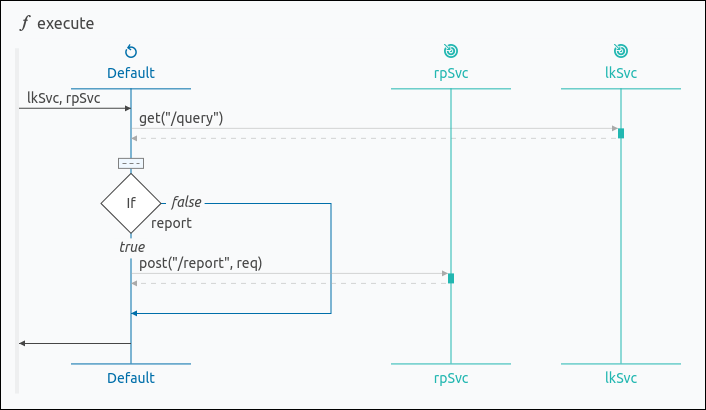 f execute
Default rpSvc lkSvc
lkSvc, rpSvc
get("/query")
If
false
report
true
post("/report", req)
Default rpSvc lkSvc